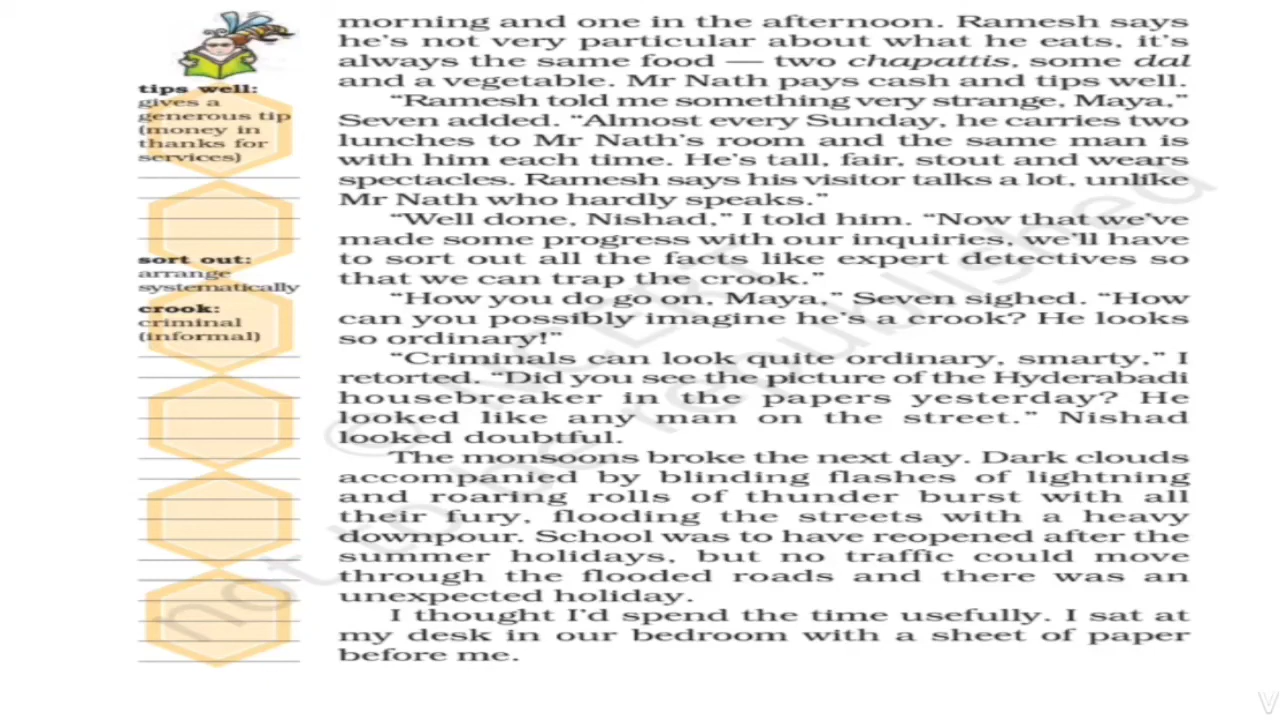 morning and one in the afternoon. Ramesh says
he's not very particular about what he eats, it's
always the same food — two chapattis, some dal
and a vegetable. Mr Nath pays cash and tips well.
“Ramesh told me something very strange, Maya,”
Seven added. “Almost every Sunday, he carries two
lunches to Mr Nath's room and the same man is
with him each time. He's tall, fair, stout and wears
spectacles. Ramesh says his visitor talks a lot, unlike
Mr Nath who hardly speaks.”
“Well done, Nishad,” I told him. “Now that we've
made some progress with our inquiries, we'll have
to sort out all the facts like expert detectives so
that we can trap the crook.”
“How you do go on, Maya,” Seven sighed. “How
can you possibly imagine he's a crook? He looks
so ordinary!”
“Criminals can look quite ordinary, smarty,” I
retorted. “Did you see the picture of the Hyderabadi
housebreaker in the papers yesterday? He
looked like any man on the street.” Nishad
looked doubtful.
The monsoons broke the next day. Dark clouds
accompanied by blinding flashes of lightning
and roaring rolls of thunder burst with all
their fury, flooding the streets with a heavy
downpour. School was to have reopened after the
summer holidays, but no traffic could move
through the flooded roads and there was an
unexpected holiday.
I thought I'd spend the time usefully. I sat at
my desk in our bedroom with a sheet of paper
before me.
tips well:
gives a
generous tip
(money in
thanks for
services)
sort out:
arrange
systematically
crook:
criminal
(informal)
© NCERT
not to be republished
V